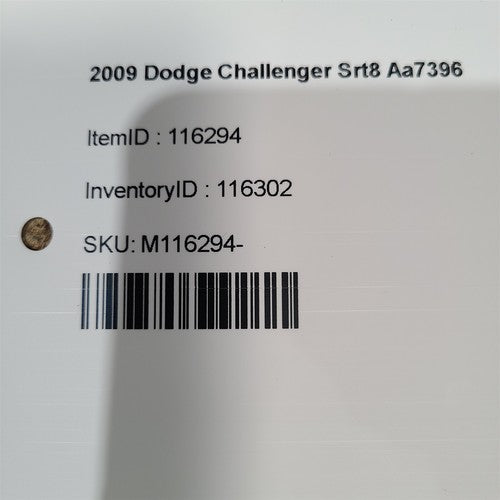 2009 Dodge Challenger Srt8 Aa7396
ItemID : 116294
InventoryID : 116302
SKU: M116294-